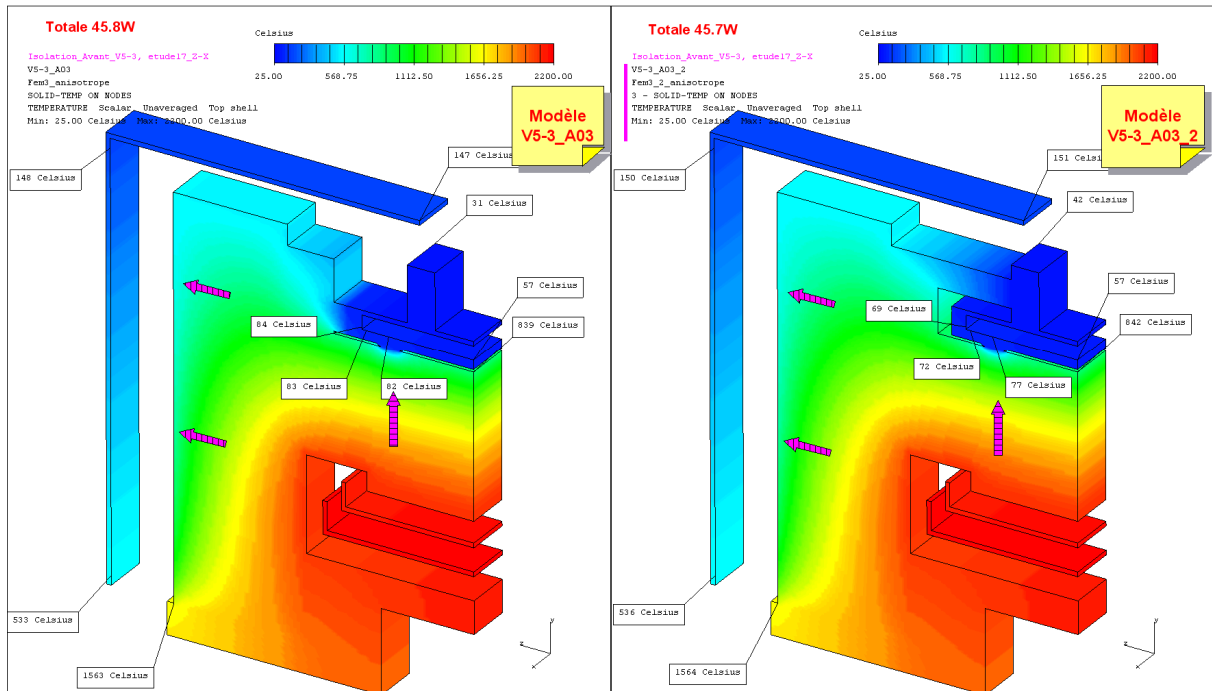 Totale 45.8W
Celsius
25.00 566.75 1112.50 1656.25 2200.00
Isolation_Avant_V5-3, etude17_Z-X
V5-3_A03
Fem3_anisotrope
SOLID-TEMP ON NODES
TEMPERATURE Scalar Unaveraged Top shell
Min: 25.00 Celsius Max: 2200.00 Celsius
Modèle
V5-3_A03
148 Celsius
147 Celsius
31 Celsius
57 Celsius
84 Celsius
839 Celsius
83 Celsius
82 Celsius
533 Celsius
1563 Celsius
y
z
x
Totale 45.7W
Celsius
25.00 566.75 1112.50 1656.25 2200.00
Isolation_Avant_V5-3, etude17_Z-X
V5-3_A03_2
Fem3_2_anisotrope
3 - SOLID-TEMP ON NODES
TEMPERATURE Scalar Unaveraged Top shell
Min: 25.00 Celsius Max: 2200.00 Celsius
Modèle
V5-3_A03_2
150 Celsius
151 Celsius
42 Celsius
57 Celsius
69 Celsius
842 Celsius
72 Celsius
77 Celsius
536 Celsius
1564 Celsius
y
z
x